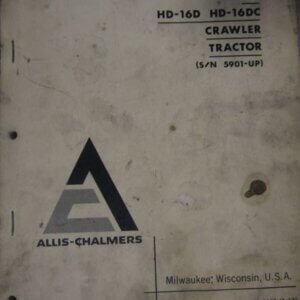 HD-16D HD-16DC
CRAWLER
TRACTOR
(S/N 5901-UP)
ALLIS-CHALMERS
Milwaukee, Wisconsin, U.S.A.